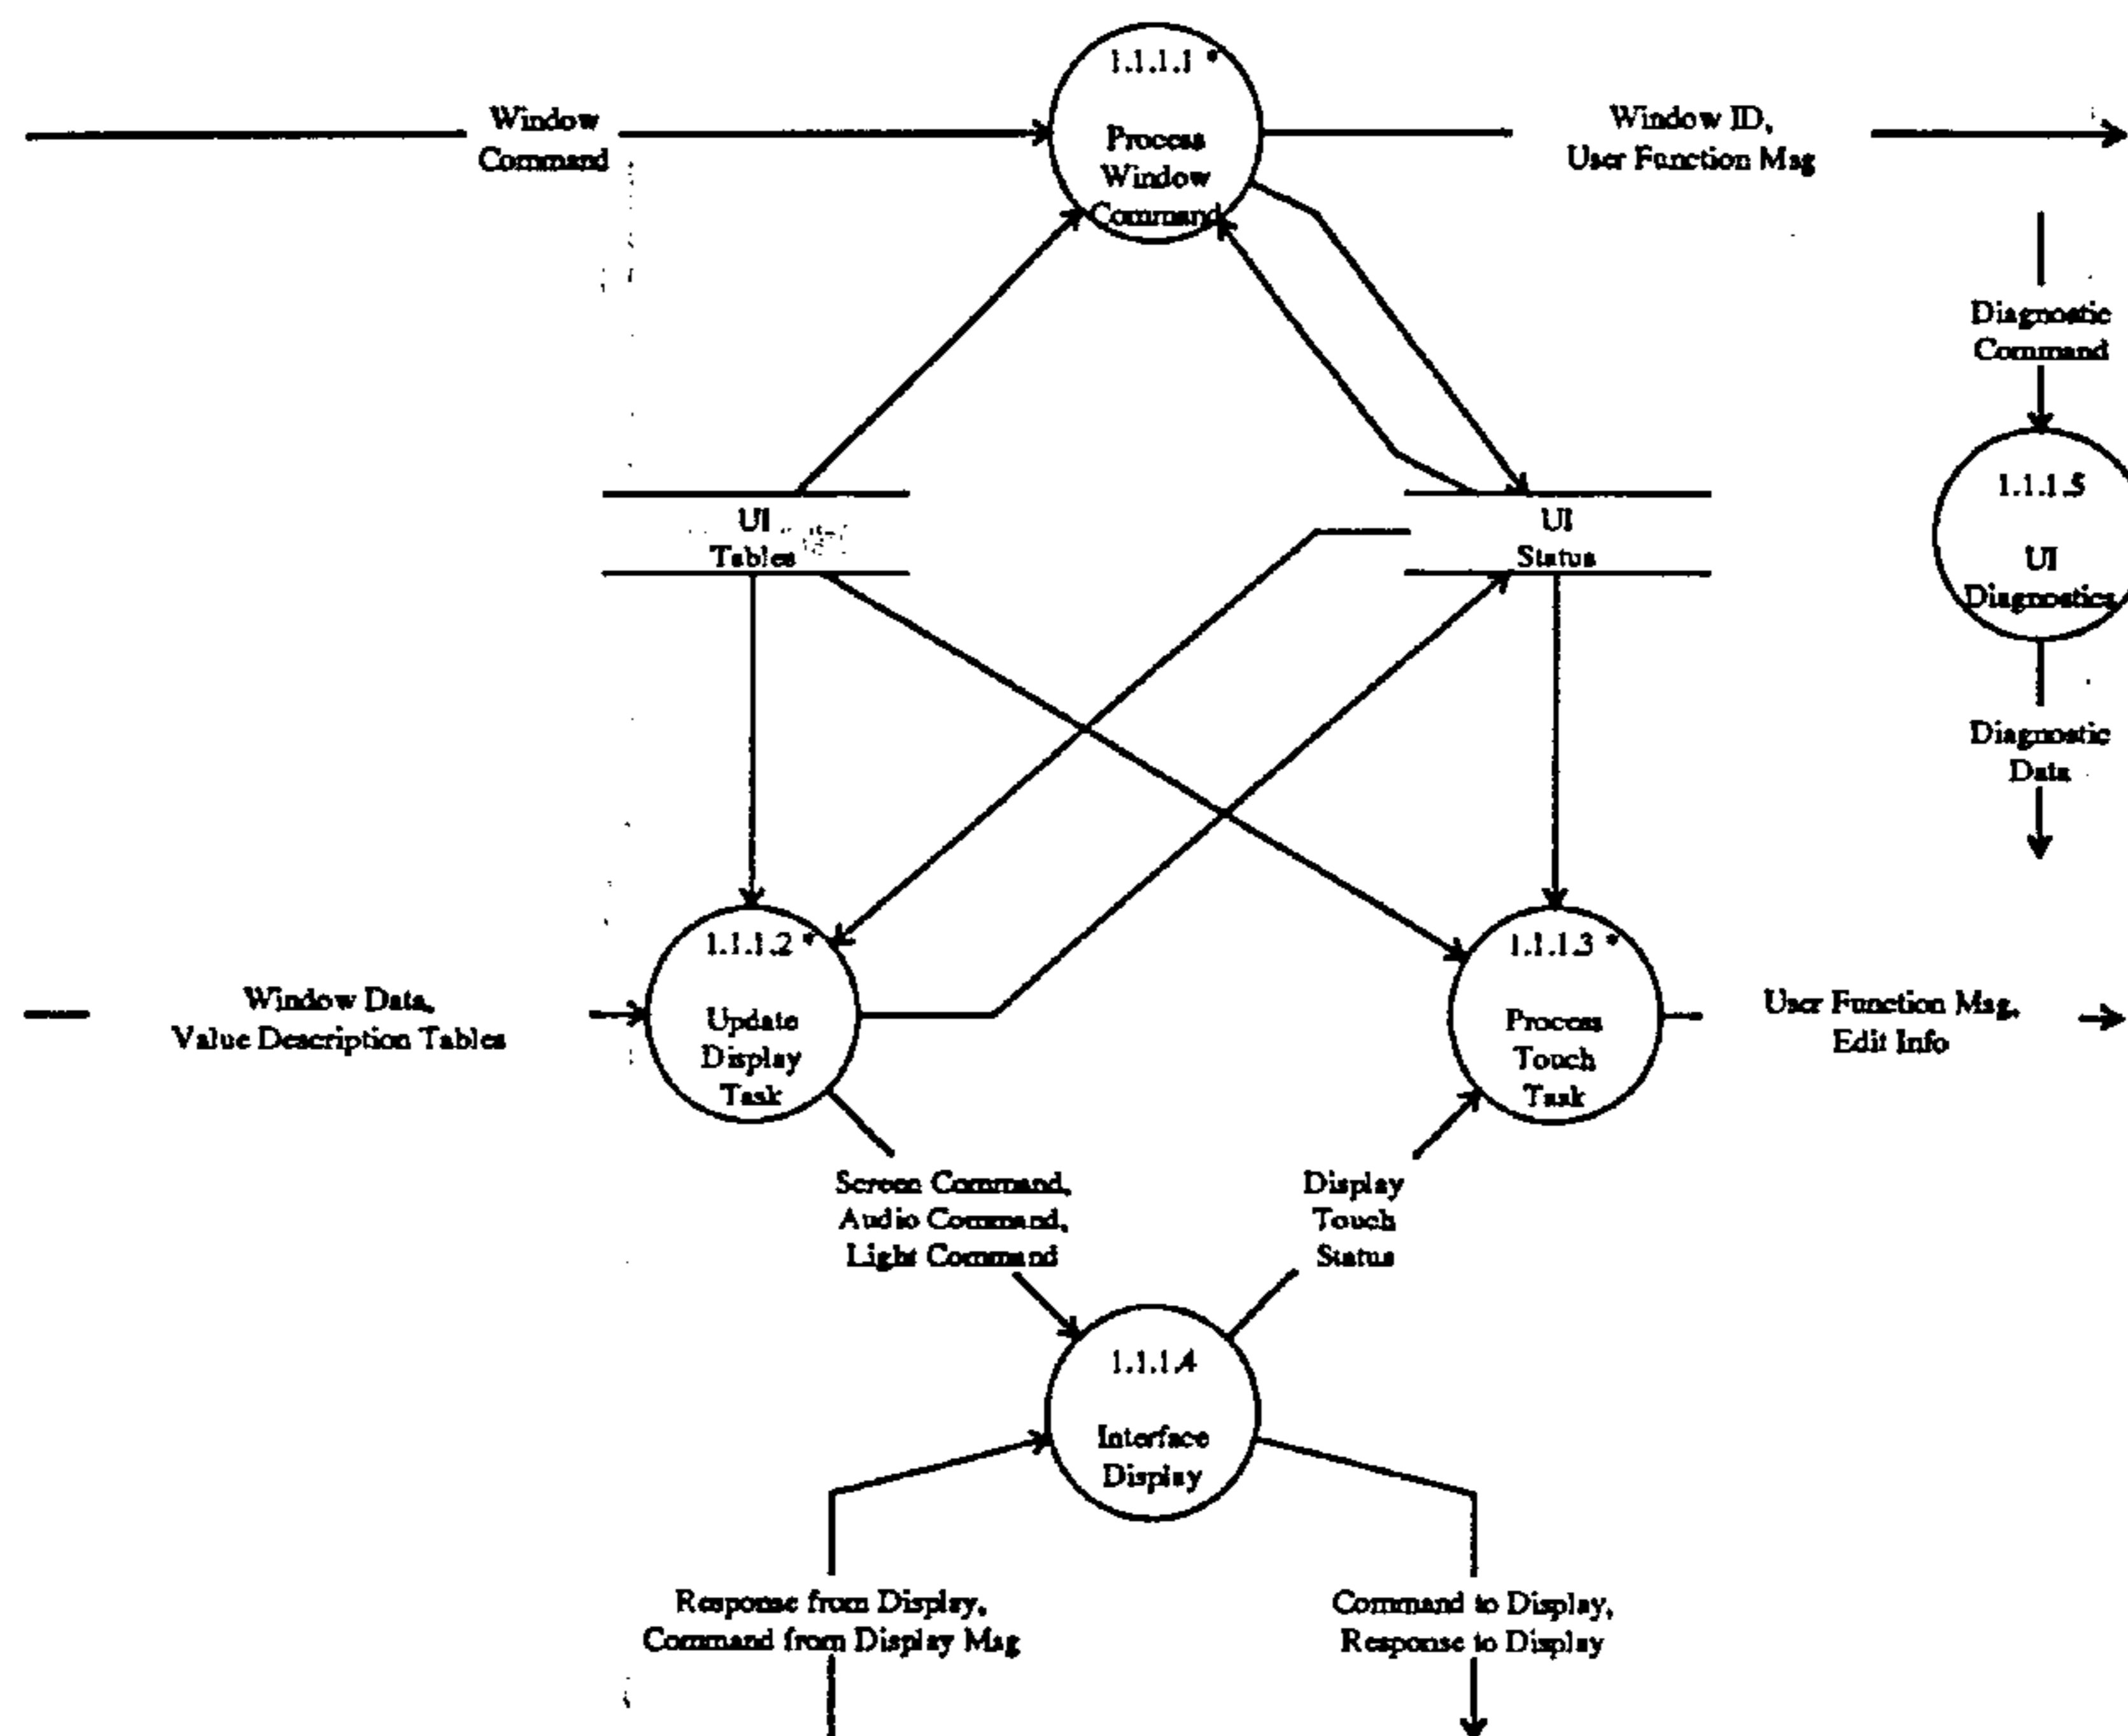 1.1.1.1 *
Process
Window
Command
Window
Command
Window ID,
User Function Msg
Diagnostic
Command
1.1.1.5
UI
Diagnostics
Diagnostic
Data
UI
Tables
UI
Status
1.1.1.2 *
Update
Display
Task
1.1.1.3 *
Process
Touch
Task
Window Data,
Value Description Tables
User Function Msg,
Edit Info
Screen Command,
Audio Command,
Light Command
Display
Touch
Status
1.1.1.4
Interface
Display
Response from Display,
Command from Display Msg
Command to Display,
Response to Display